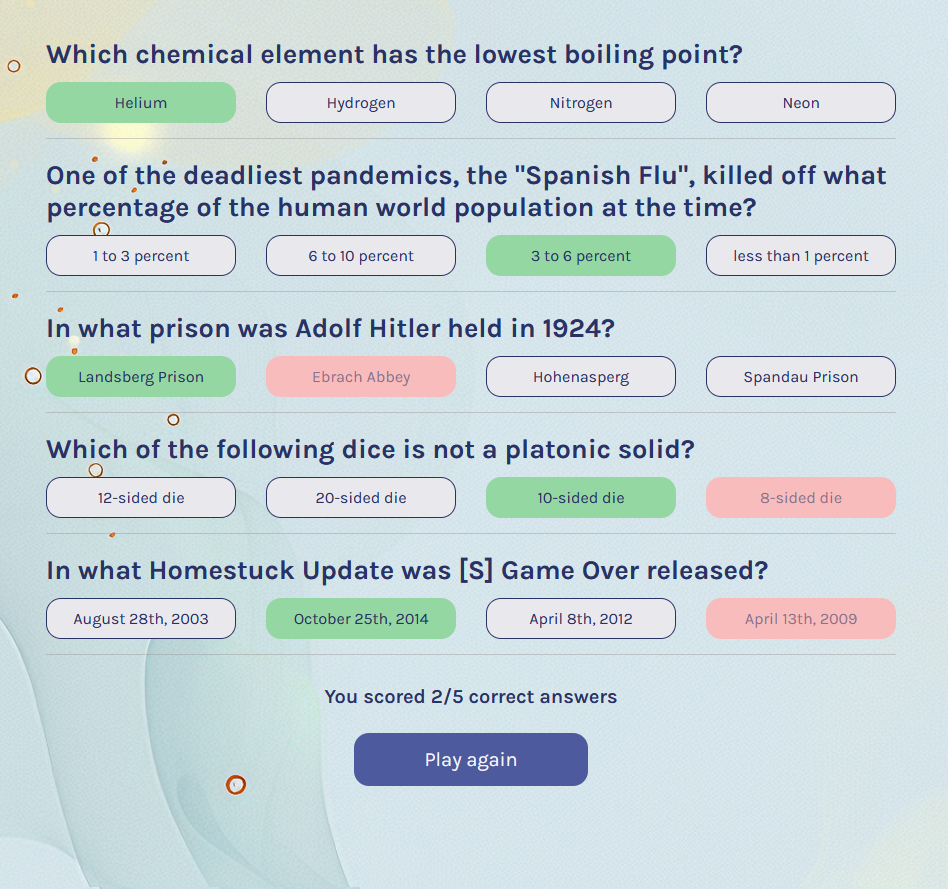 Which chemical element has the lowest boiling point?
Helium Hydrogen Nitrogen Neon
One of the deadliest pandemics, the "Spanish Flu", killed off what
percentage of the human world population at the time?
1 to 3 percent 6 to 10 percent 3 to 6 percent less than 1 percent
In what prison was Adolf Hitler held in 1924?
Landsberg Prison Ebrach Abbey Hohenasperg Spandau Prison
Which of the following dice is not a platonic solid?
12-sided die 20-sided die 10-sided die 8-sided die
In what Homestuck Update was [S] Game Over released?
August 28th, 2003 October 25th, 2014 April 8th, 2012 April 13th, 2009
You scored 2/5 correct answers
Play again